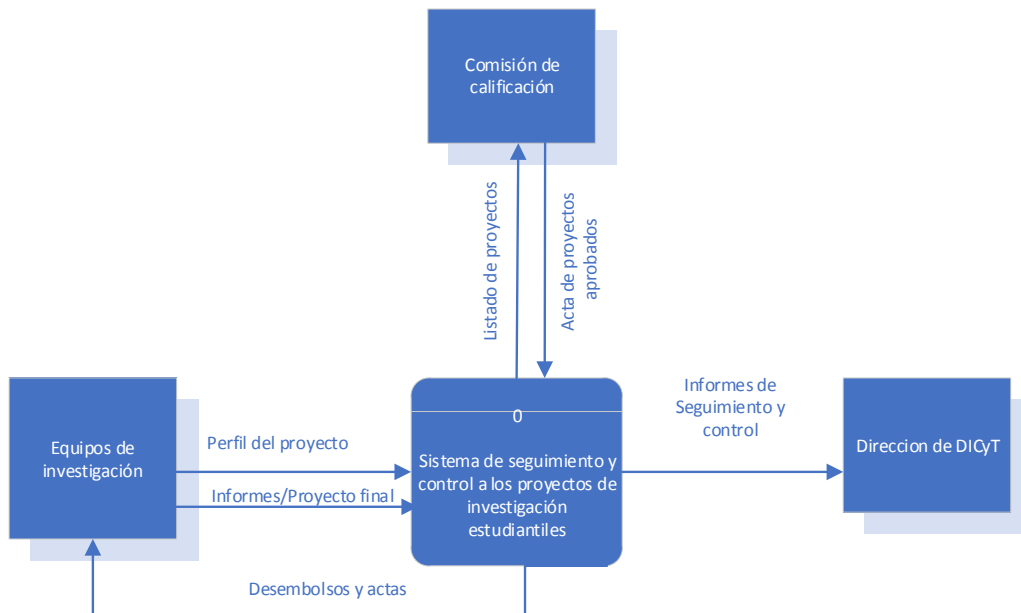 Comisión de
calificación
Listado de proyectos
Acta de proyectos
aprobados
Equipos de
investigación
Perfil del proyecto
Informes/Proyecto final
0
Sistema de seguimiento y
control a los proyectos de
investigación
estudiantiles
Informes de
Seguimiento y
control
Direccion de DICyT
Desembolsos y actas